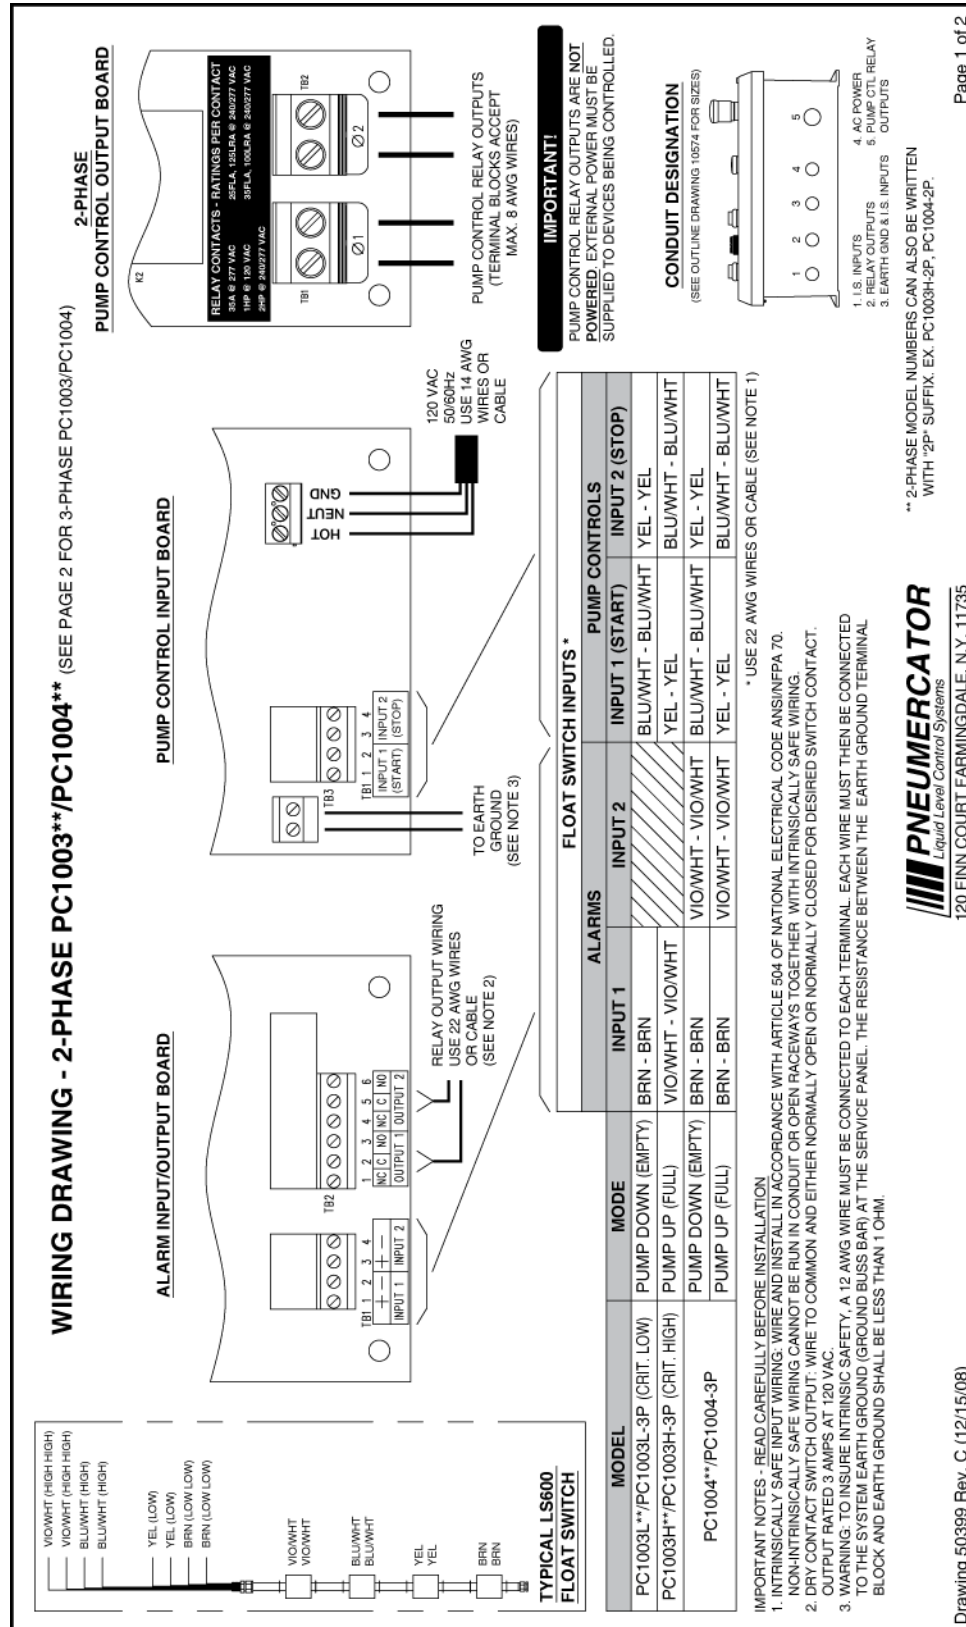 WIRING DRAWING - 2-PHASE PC1003**/PC1004** (SEE PAGE 2 FOR 3-PHASE PC1003/PC1004)
VIO/WHT (HIGH HIGH)
VIO/WHT (HIGH HIGH)
BLU/WHT (HIGH)
BLU/WHT (HIGH)
YEL (LOW)
YEL (LOW)
BRN (LOW LOW)
BRN (LOW LOW)
VIO/WHT
VIO/WHT
BLU/WHT
BLU/WHT
YEL
YEL
BRN
BRN
TYPICAL LS600
FLOAT SWITCH
ALARM INPUT/OUTPUT BOARD
TB1 1 2 3 4
+ − + −
INPUT 1 INPUT 2
TB2
1 2 3 4 5 6
NC C NO NC C NO
OUTPUT 1 OUTPUT 2
RELAY OUTPUT WIRING
USE 22 AWG WIRES
OR CABLE
(SEE NOTE 2)
PUMP CONTROL INPUT BOARD
TB3
TB1 1 2 3 4
INPUT 1 INPUT 2
(START) (STOP)
TO EARTH
GROUND
(SEE NOTE 3)
HOT
NEUT
GND
120 VAC
50/60Hz
USE 14 AWG
WIRES OR
CABLE
2-PHASE
PUMP CONTROL OUTPUT BOARD
K2
RELAY CONTACTS - RATINGS PER CONTACT
35A @ 277 VAC 25FLA, 125LRA @ 240/277 VAC
1HP @ 120 VAC 35FLA, 100LRA @ 240/277 VAC
2HP @ 240/277 VAC
TB1 TB2
Ø1 Ø2
PUMP CONTROL RELAY OUTPUTS
(TERMINAL BLOCKS ACCEPT
MAX. 8 AWG WIRES)
IMPORTANT!
PUMP CONTROL RELAY OUTPUTS ARE NOT
POWERED. EXTERNAL POWER MUST BE
SUPPLIED TO DEVICES BEING CONTROLLED.
FLOAT SWITCH INPUTS *
ALARMS PUMP CONTROLS
MODEL MODE INPUT 1 INPUT 2 INPUT 1 (START) INPUT 2 (STOP)
PC1003L**/PC1003L-3P (CRIT. LOW) PUMP DOWN (EMPTY) BRN - BRN BLU/WHT - BLU/WHT YEL - YEL
PC1003H**/PC1003H-3P (CRIT. HIGH) PUMP UP (FULL) VIO/WHT - VIO/WHT YEL - YEL BLU/WHT - BLU/WHT
PC1004**/PC1004-3P PUMP DOWN (EMPTY) BRN - BRN VIO/WHT - VIO/WHT BLU/WHT - BLU/WHT YEL - YEL
PUMP UP (FULL) BRN - BRN VIO/WHT - VIO/WHT YEL - YEL BLU/WHT - BLU/WHT
* USE 22 AWG WIRES OR CABLE (SEE NOTE 1)
CONDUIT DESIGNATION
(SEE OUTLINE DRAWING 10574 FOR SIZES)
1 2 3 4 5
1. I.S. INPUTS
2. RELAY OUTPUTS
3. EARTH GND & I.S. INPUTS
4. AC POWER
5. PUMP CTL RELAY
OUTPUTS
IMPORTANT NOTES - READ CAREFULLY BEFORE INSTALLATION
1. INTRINSICALLY SAFE INPUT WIRING: WIRE AND INSTALL IN ACCORDANCE WITH ARTICLE 504 OF NATIONAL ELECTRICAL CODE ANSI/NFPA 70.
NON-INTRINSICALLY SAFE WIRING CANNOT BE RUN IN CONDUIT OR OPEN RACEWAYS TOGETHER WITH INTRINSICALLY SAFE WIRING.
2. DRY CONTACT SWITCH OUTPUT: WIRE TO COMMON AND EITHER NORMALLY OPEN OR NORMALLY CLOSED FOR DESIRED SWITCH CONTACT.
OUTPUT RATED 3 AMPS AT 120 VAC.
3. WARNING: TO INSURE INTRINSIC SAFETY, A 12 AWG WIRE MUST BE CONNECTED TO EACH TERMINAL. EACH WIRE MUST THEN BE CONNECTED
TO THE SYSTEM EARTH GROUND (GROUND BUSS BAR) AT THE SERVICE PANEL. THE RESISTANCE BETWEEN THE EARTH GROUND TERMINAL
BLOCK AND EARTH GROUND SHALL BE LESS THAN 1 OHM.
** 2-PHASE MODEL NUMBERS CAN ALSO BE WRITTEN
WITH "2P" SUFFIX. EX. PC1003H-2P, PC1004-2P.
PNEUMERCATOR
Liquid Level Control Systems
120 FINN COURT FARMINGDALE, N.Y. 11735
Drawing 50399 Rev. C (12/15/08)
Page 1 of 2